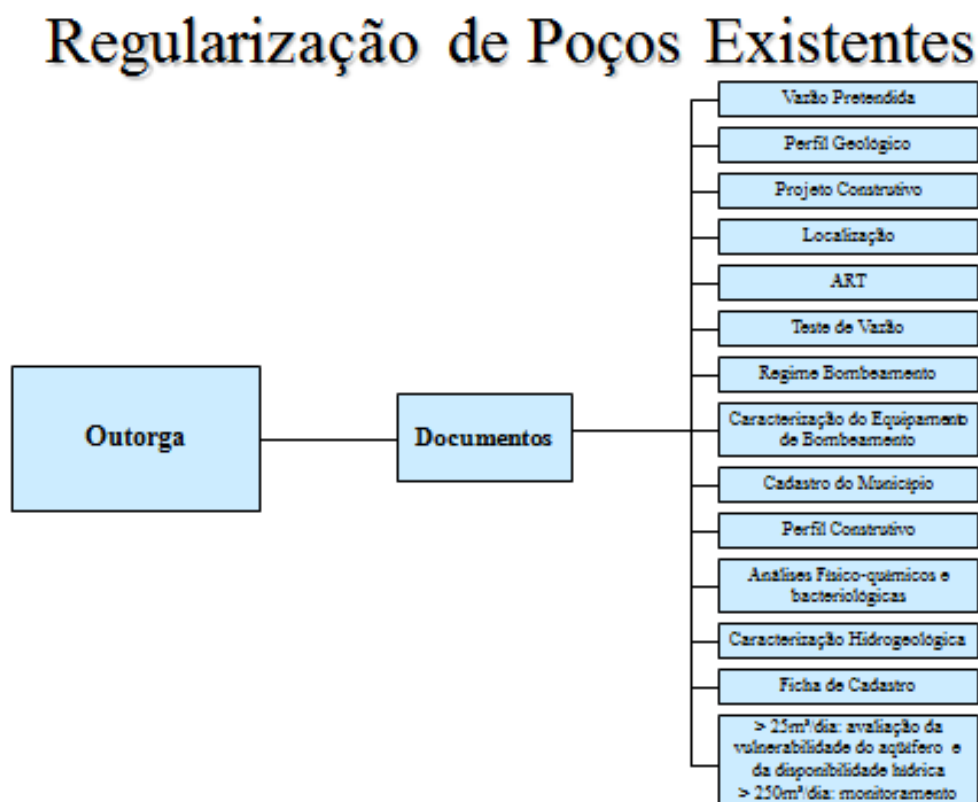 Regularização de Poços Existentes
Vazão Pretendida
Perfil Geológico
Projeto Construtivo
Localização
ART
Teste de Vazão
Regime Bombeamento
Caracterização do Equipamento
de Bombeamento
Cadastro do Município
Perfil Construtivo
Análises Físico-químicos e
bacteriológicas
Caracterização Hidrogeológica
Ficha de Cadastro
> 25m³/dia: avaliação da
vulnerabilidade do aqüífero e
da disponibilidade hídrica
> 250m³/dia: monitoramento
Outorga
Documentos